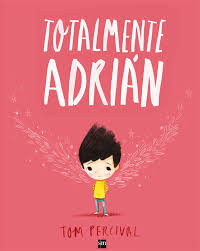 TOTALMENTE
ADRIÁN
TOM PERCIVAL
sm